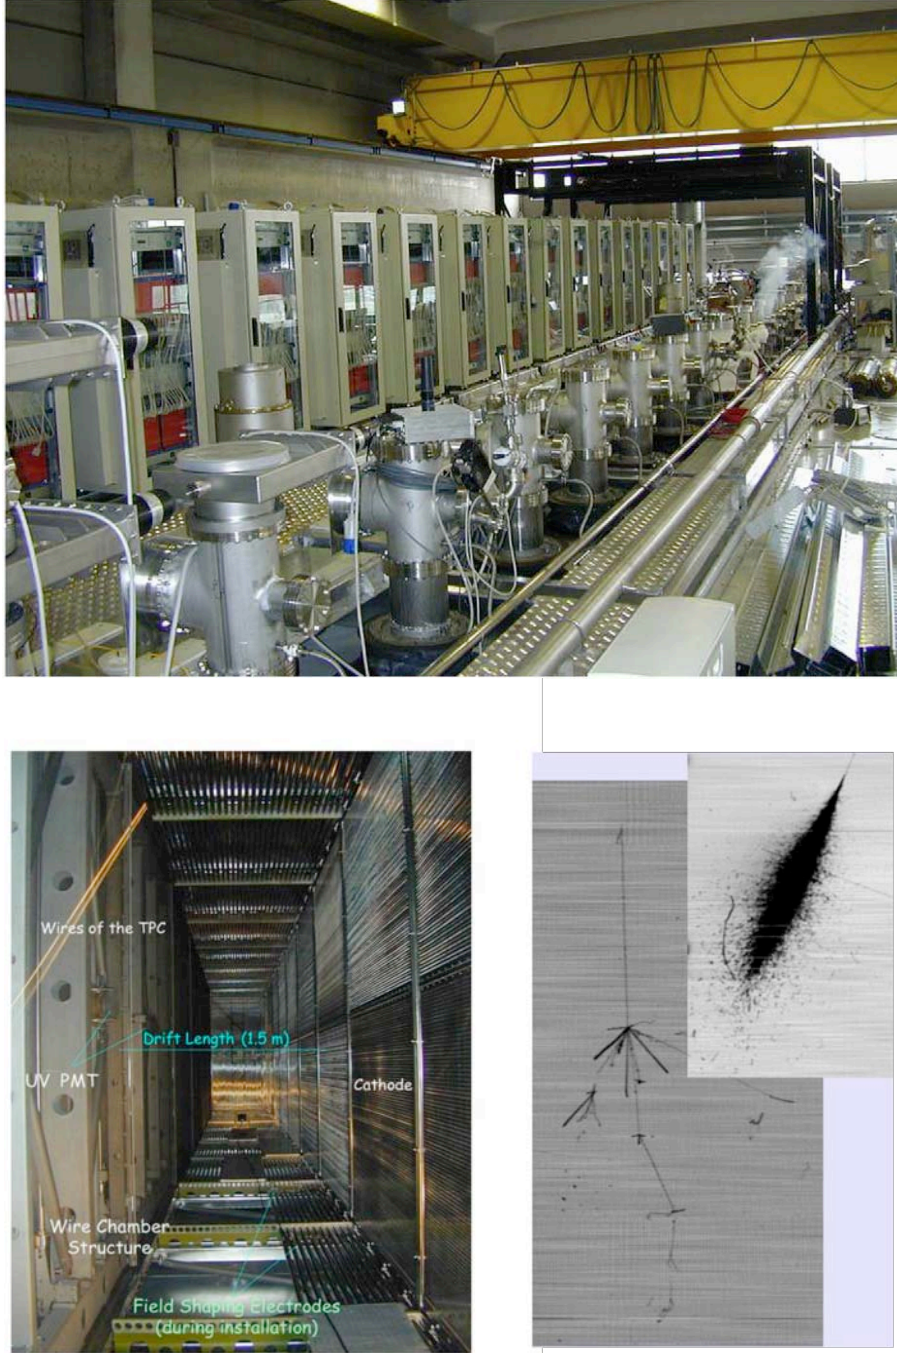 Wires of the TPC
Drift Length (1.5 m)
UV PMT
Cathode
Wire Chamber
Structure
Field Shaping Electrodes
(during installation)